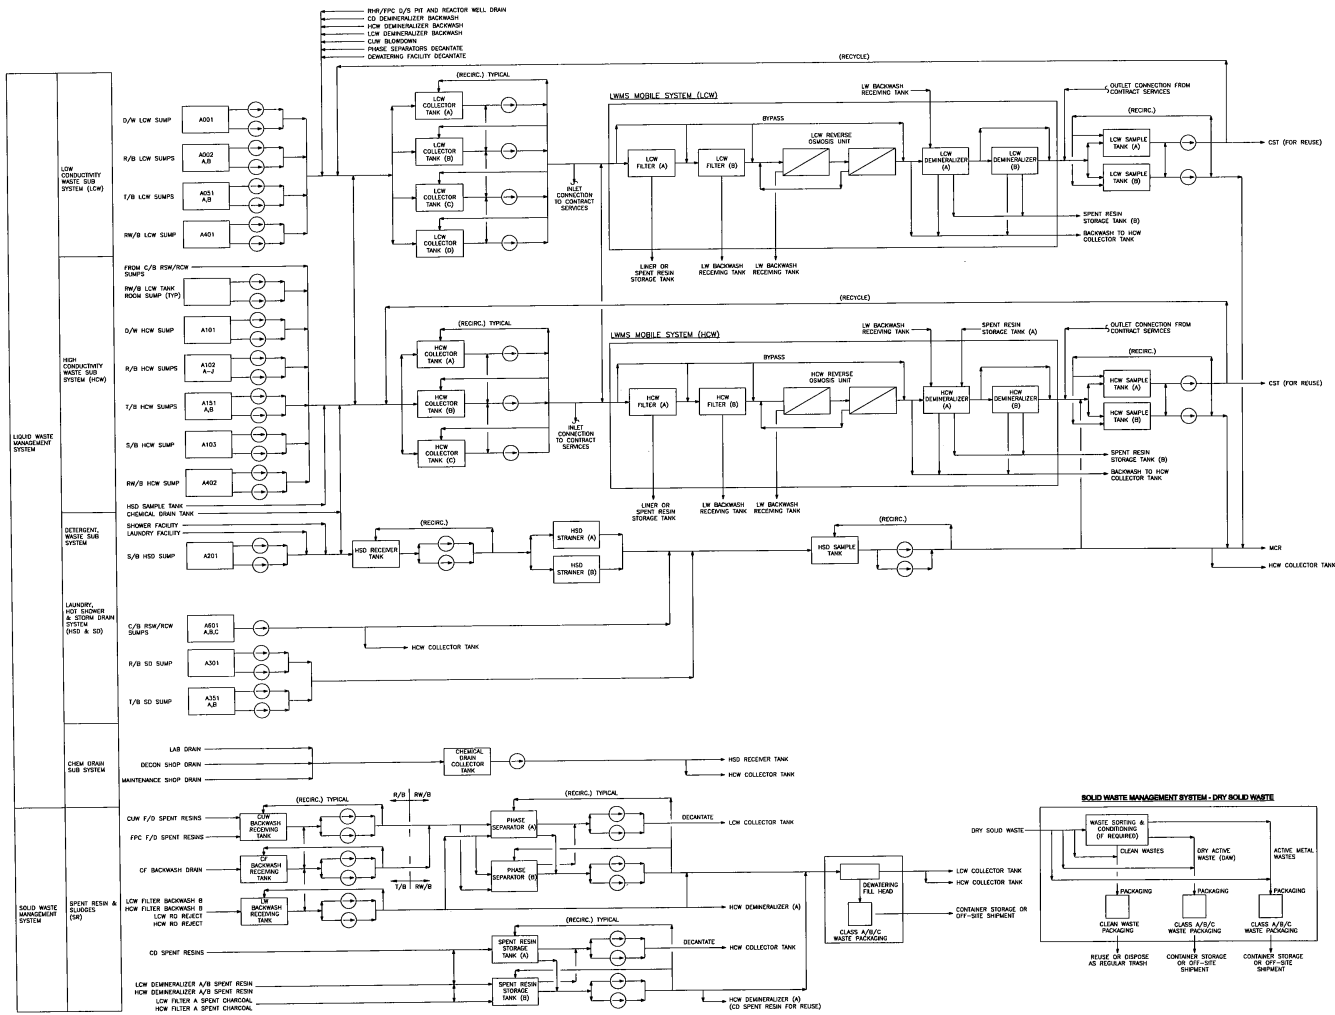 RHR/FPC D/S PIT AND REACTOR WELL DRAIN
CD DEMINERALIZER BACKWASH
HCW DEMINERALIZER BACKWASH
LCW DEMINERALIZER BACKWASH
CUW BLOWDOWN
PHASE SEPARATORS DECANTATE
DEWATERING FACILITY DECANTATE
LIQUID WASTE
MANAGEMENT
SYSTEM
LOW
CONDUCTIVITY
WASTE SUB
SYSTEM (LCW)
D/W LCW SUMP
A001
R/B LCW SUMPS
A002
A,B
T/B LCW SUMPS
A051
A,B
RW/B LCW SUMP
A401
(RECIRC.) TYPICAL
LCW
COLLECTOR
TANK (A)
LCW
COLLECTOR
TANK (B)
LCW
COLLECTOR
TANK (C)
LCW
COLLECTOR
TANK (D)
INLET
CONNECTION
TO CONTRACT
SERVICES
(RECYCLE)
LWMS MOBILE SYSTEM (LCW)
LW BACKWASH
RECEIVING TANK
BYPASS
LCW
FILTER (A)
LCW
FILTER (B)
LCW REVERSE
OSMOSIS UNIT
LCW
DEMINERALIZER
(A)
LCW
DEMINERALIZER
(B)
OUTLET CONNECTION FROM
CONTRACT SERVICES
(RECIRC.)
LCW SAMPLE
TANK (A)
LCW SAMPLE
TANK (B)
CST (FOR REUSE)
SPENT RESIN
STORAGE TANK (B)
BACKWASH TO HCW
COLLECTOR TANK
LINER OR
SPENT RESIN
STORAGE TANK
LW BACKWASH
RECEIVING TANK
LW BACKWASH
RECEIVING TANK
HIGH
CONDUCTIVITY
WASTE SUB
SYSTEM (HCW)
FROM C/B RSW/RCW
SUMPS
RW/B LCW TANK
ROOM SUMP (TYP)
D/W HCW SUMP
A101
R/B HCW SUMPS
A102
A-J
T/B HCW SUMPS
A151
A,B
S/B HCW SUMP
A103
RW/B HCW SUMP
A402
HSD SAMPLE TANK
CHEMICAL DRAIN TANK
(RECIRC.) TYPICAL
HCW
COLLECTOR
TANK (A)
HCW
COLLECTOR
TANK (B)
HCW
COLLECTOR
TANK (C)
INLET
CONNECTION
TO CONTRACT
SERVICES
(RECYCLE)
LWMS MOBILE SYSTEM (HCW)
LW BACKWASH
RECEIVING TANK
SPENT RESIN
STORAGE TANK (A)
BYPASS
HCW
FILTER (A)
HCW
FILTER (B)
HCW REVERSE
OSMOSIS UNIT
HCW
DEMINERALIZER
(A)
HCW
DEMINERALIZER
(B)
OUTLET CONNECTION FROM
CONTRACT SERVICES
(RECIRC.)
HCW SAMPLE
TANK (A)
HCW SAMPLE
TANK (B)
CST (FOR REUSE)
SPENT RESIN
STORAGE TANK (B)
BACKWASH TO HCW
COLLECTOR TANK
LINER OR
SPENT RESIN
STORAGE TANK
LW BACKWASH
RECEIVING TANK
LW BACKWASH
RECEIVING TANK
DETERGENT,
WASTE SUB
SYSTEM
SHOWER FACILITY
LAUNDRY FACILITY
S/B HSD SUMP
A201
HSD RECEIVER
TANK
(RECIRC.)
HSD
STRAINER (A)
HSD
STRAINER (B)
HSD SAMPLE
TANK
(RECIRC.)
MCR
HCW COLLECTOR TANK
LAUNDRY,
HOT SHOWER
& STORM DRAIN
SYSTEM
(HSD & SD)
C/B RSW/RCW
SUMPS
A601
A,B,C
HCW COLLECTOR TANK
R/B SD SUMP
A301
T/B SD SUMP
A351
A,B
CHEM DRAIN
SUB SYSTEM
LAB DRAIN
DECON SHOP DRAIN
MAINTENANCE SHOP DRAIN
CHEMICAL
DRAIN
COLLECTOR
TANK
HSD RECEIVER TANK
HCW COLLECTOR TANK
SOLID WASTE
MANAGEMENT
SYSTEM
SPENT RESIN &
SLUDGES
(SR)
CUW F/D SPENT RESINS
FPC F/D SPENT RESINS
CF BACKWASH DRAIN
LCW FILTER BACKWASH B
HCW FILTER BACKWASH B
LCW RO REJECT
HCW RO REJECT
CD SPENT RESINS
LCW DEMINERALIZER A/B SPENT RESIN
HCW DEMINERALIZER A/B SPENT RESIN
LCW FILTER A SPENT CHARCOAL
HCW FILTER A SPENT CHARCOAL
(RECIRC.) TYPICAL
CUW
BACKWASH
RECEIVING
TANK
CF
BACKWASH
RECEIVING
TANK
LW
BACKWASH
RECEIVING
TANK
R/B
RW/B
T/B
RW/B
(RECIRC.) TYPICAL
PHASE
SEPARATOR (A)
PHASE
SEPARATOR (B)
DECANTATE
LCW COLLECTOR TANK
HCW DEMINERALIZER (A)
(RECIRC.) TYPICAL
SPENT RESIN
STORAGE
TANK (A)
SPENT RESIN
STORAGE
TANK (B)
DECANTATE
HCW COLLECTOR TANK
HCW DEMINERALIZER (A)
(CD SPENT RESIN FOR REUSE)
DEWATERING
FILL HEAD
CLASS A/B/C
WASTE PACKAGING
LCW COLLECTOR TANK
HCW COLLECTOR TANK
CONTAINER STORAGE OR
OFF-SITE SHIPMENT
SOLID WASTE MANAGEMENT SYSTEM - DRY SOLID WASTE
DRY SOLID WASTE
WASTE SORTING &
CONDITIONING
(IF REQUIRED)
CLEAN WASTES
DRY ACTIVE
WASTE (DAW)
ACTIVE METAL
WASTES
PACKAGING
PACKAGING
PACKAGING
CLEAN WASTE
PACKAGING
CLASS A/B/C
WASTE PACKAGING
CLASS A/B/C
WASTE PACKAGING
REUSE OR DISPOSE
AS REGULAR TRASH
CONTAINER STORAGE
OR OFF-SITE
SHIPMENT
CONTAINER STORAGE
OR OFF-SITE
SHIPMENT